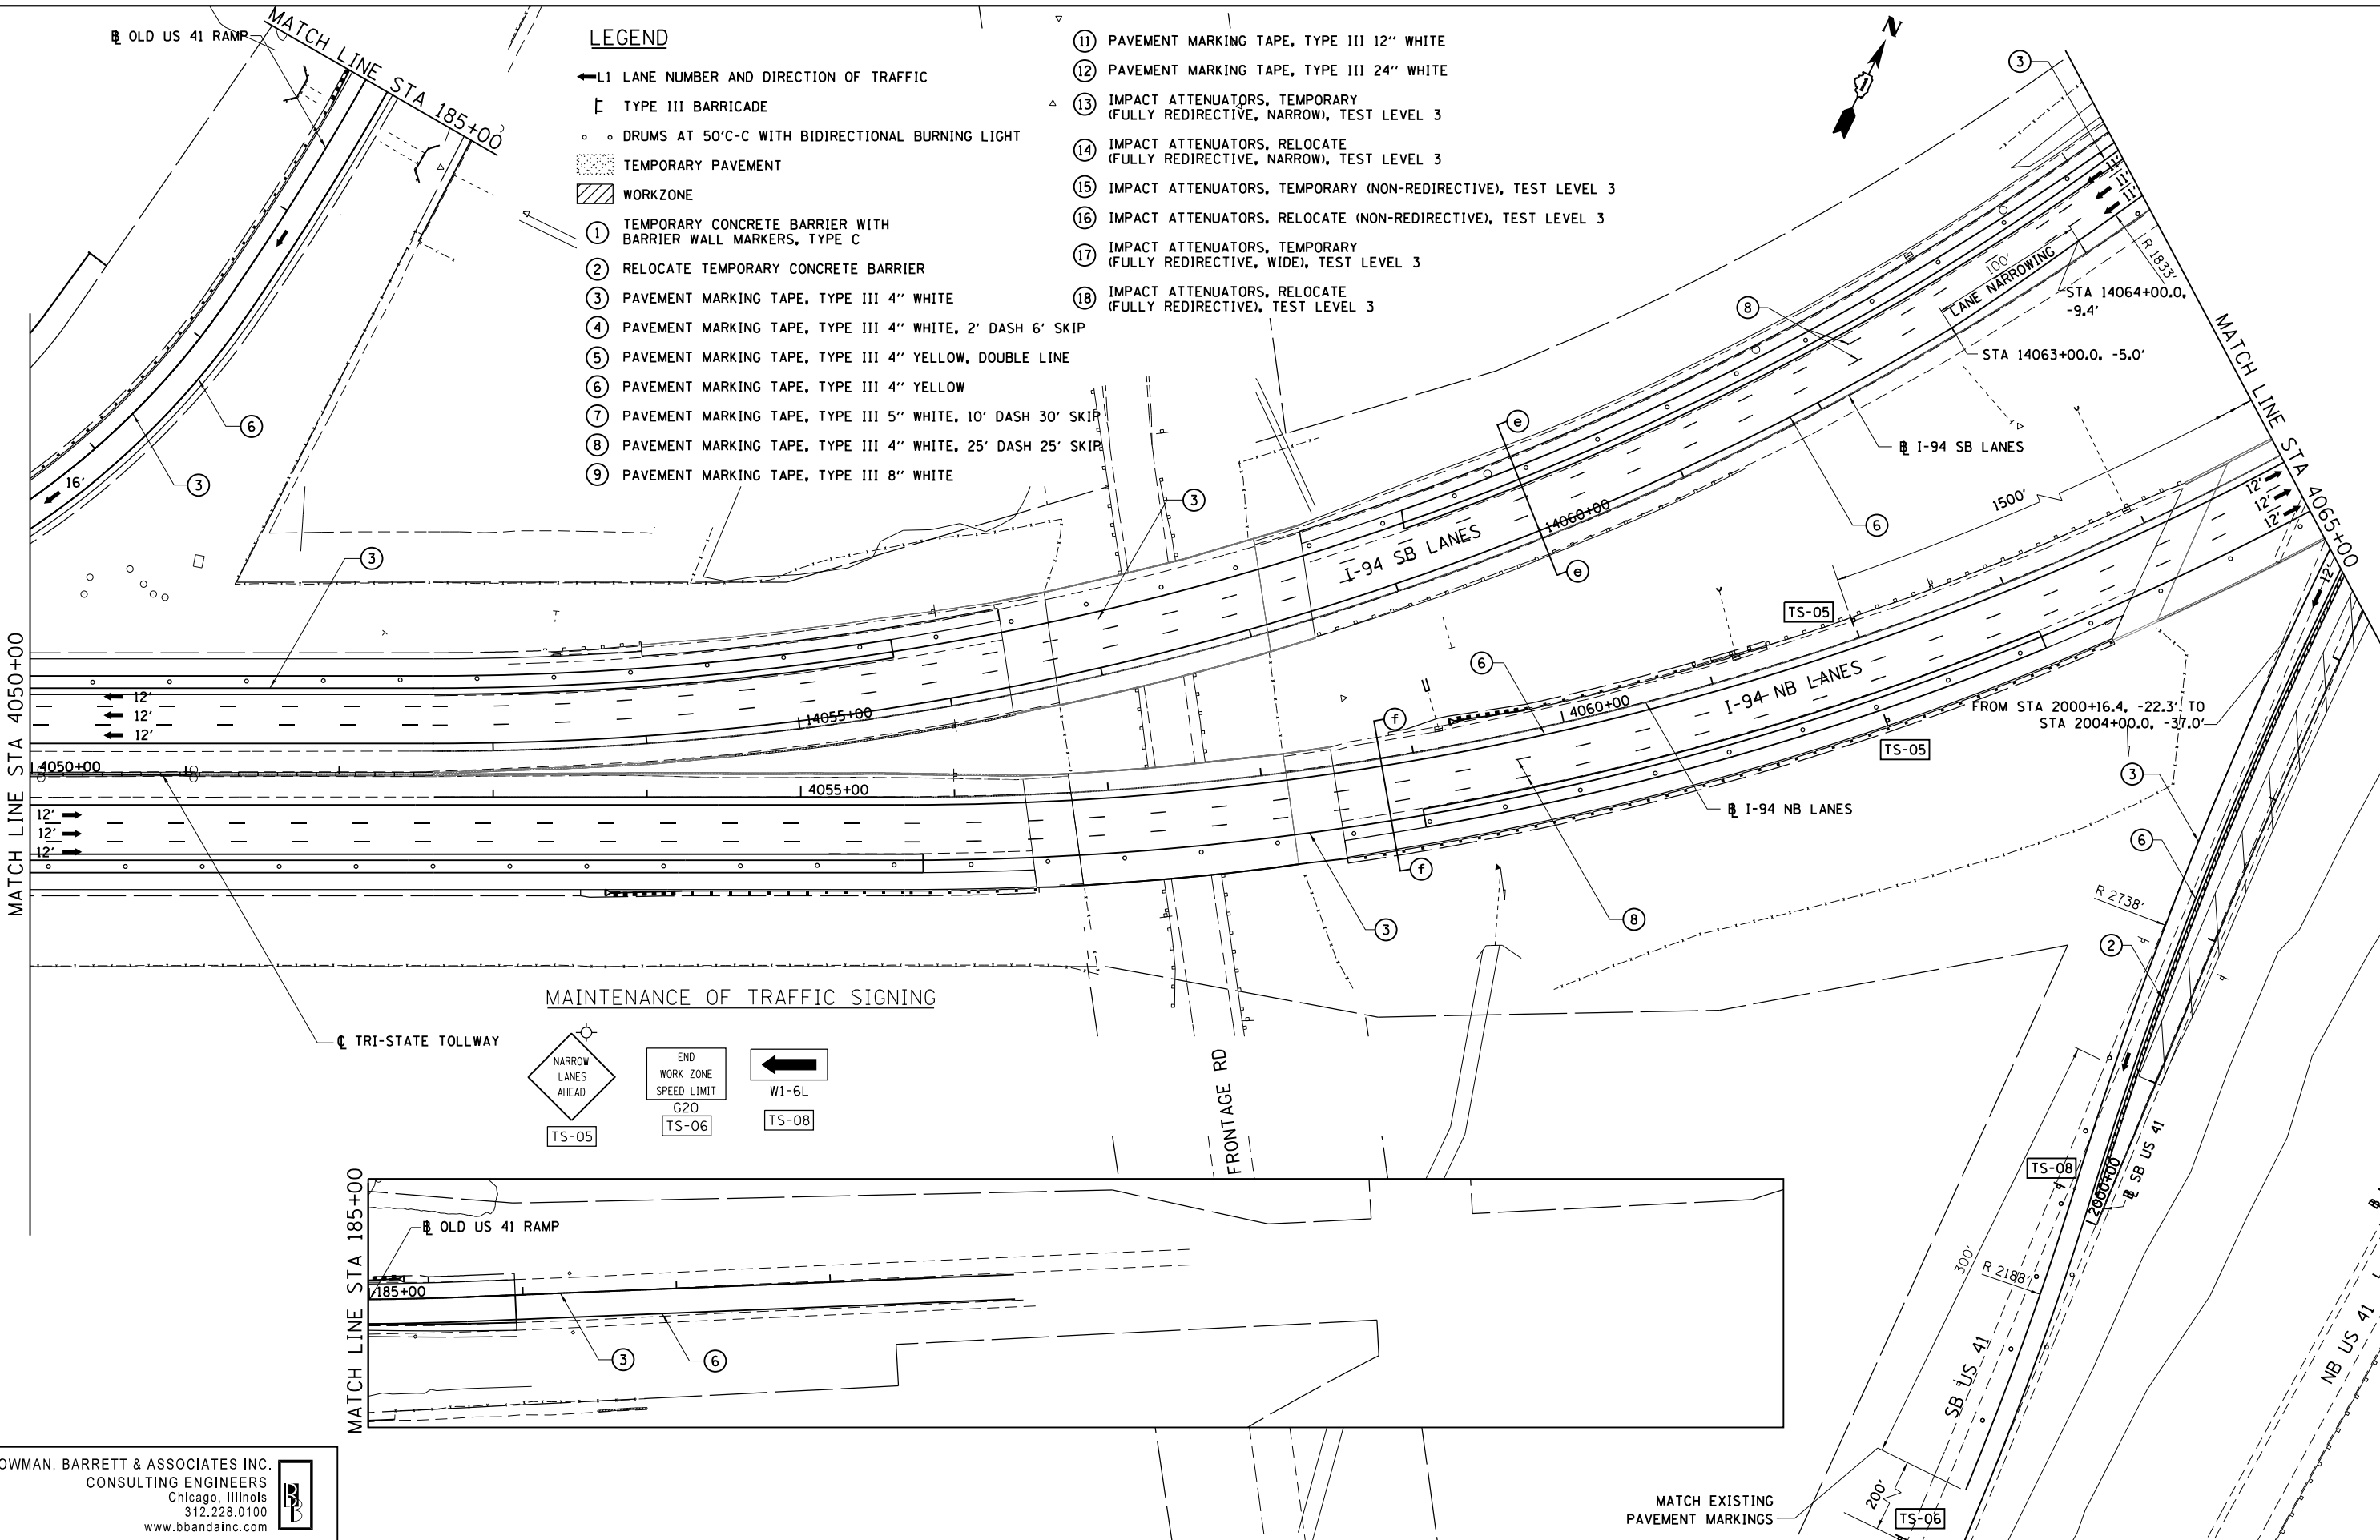 ℄ OLD US 41 RAMP
MATCH LINE STA 185+00
LEGEND
L1 LANE NUMBER AND DIRECTION OF TRAFFIC
TYPE III BARRICADE
DRUMS AT 50'C-C WITH BIDIRECTIONAL BURNING LIGHT
TEMPORARY PAVEMENT
WORKZONE
1 TEMPORARY CONCRETE BARRIER WITH
BARRIER WALL MARKERS, TYPE C
2 RELOCATE TEMPORARY CONCRETE BARRIER
3 PAVEMENT MARKING TAPE, TYPE III 4" WHITE
4 PAVEMENT MARKING TAPE, TYPE III 4" WHITE, 2' DASH 6' SKIP
5 PAVEMENT MARKING TAPE, TYPE III 4" YELLOW, DOUBLE LINE
6 PAVEMENT MARKING TAPE, TYPE III 4" YELLOW
7 PAVEMENT MARKING TAPE, TYPE III 5" WHITE, 10' DASH 30' SKIP
8 PAVEMENT MARKING TAPE, TYPE III 4" WHITE, 25' DASH 25' SKIP
9 PAVEMENT MARKING TAPE, TYPE III 8" WHITE
11 PAVEMENT MARKING TAPE, TYPE III 12" WHITE
12 PAVEMENT MARKING TAPE, TYPE III 24" WHITE
13 IMPACT ATTENUATORS, TEMPORARY
(FULLY REDIRECTIVE, NARROW), TEST LEVEL 3
14 IMPACT ATTENUATORS, RELOCATE
(FULLY REDIRECTIVE, NARROW), TEST LEVEL 3
15 IMPACT ATTENUATORS, TEMPORARY (NON-REDIRECTIVE), TEST LEVEL 3
16 IMPACT ATTENUATORS, RELOCATE (NON-REDIRECTIVE), TEST LEVEL 3
17 IMPACT ATTENUATORS, TEMPORARY
(FULLY REDIRECTIVE, WIDE), TEST LEVEL 3
18 IMPACT ATTENUATORS, RELOCATE
(FULLY REDIRECTIVE), TEST LEVEL 3
N
3
11'
11'
11'
R 1833'
100'
LANE NARROWING
STA 14064+00.0,
-9.4'
STA 14063+00.0, -5.0'
8
MATCH LINE STA 4065+00
6
3
16'
3
3
e
e
14060+00
I-94 SB LANES
℄ I-94 SB LANES
6
1500'
12'
12'
12'
12'
TS-05
6
I-94 NB LANES
4060+00
f
f
TS-05
FROM STA 2000+16.4, -22.3' TO
STA 2004+00.0, -37.0'
3
6
MATCH LINE STA 4050+00
12'
12'
12'
14055+00
4050+00
4055+00
12'
12'
12'
℄ I-94 NB LANES
8
3
R 2738'
2
MAINTENANCE OF TRAFFIC SIGNING
℄ TRI-STATE TOLLWAY
NARROW
LANES
AHEAD
TS-05
END
WORK ZONE
SPEED LIMIT
G20
TS-06
W1-6L
TS-08
FRONTAGE RD
TS-08
2000+00
℄ SB US 41
300'
R 2188'
SB US 41
NB US 41
MATCH LINE STA 185+00
℄ OLD US 41 RAMP
185+00
3
6
MATCH EXISTING
PAVEMENT MARKINGS
200'
TS-06
OWMAN, BARRETT & ASSOCIATES INC.
CONSULTING ENGINEERS
Chicago, Illinois
312.228.0100
www.bbandainc.com